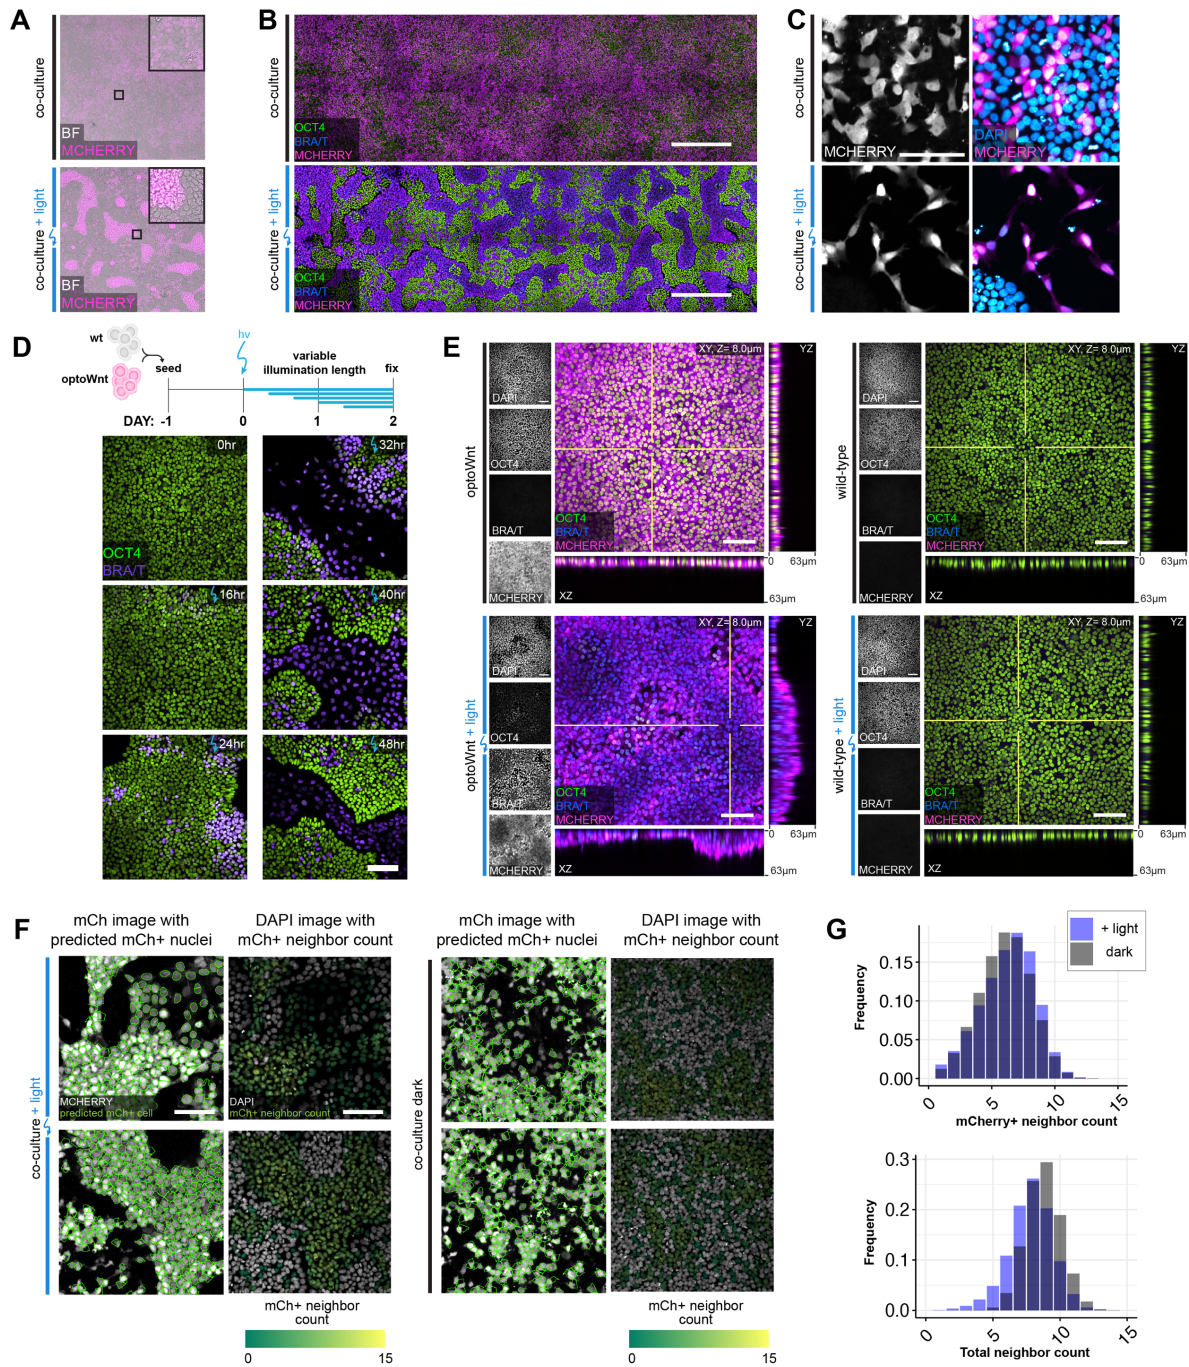 A
co-culture
BF
MCHERRY
co-culture + light
BF
MCHERRY
B
co-culture
OCT4
BRA/T
MCHERRY
co-culture + light
OCT4
BRA/T
MCHERRY
C
co-culture
MCHERRY
DAPI
MCHERRY
co-culture + light
D
wt
optoWnt
seed
hv
variable
illumination length
fix
DAY: -1 0 1 2
0hr
OCT4
BRA/T
32hr
16hr
40hr
24hr
48hr
E
optoWnt
DAPI
OCT4
BRA/T
MCHERRY
XY, Z= 8.0µm
YZ
OCT4
BRA/T
MCHERRY
0 63µm
XZ
63µm
wild-type
DAPI
OCT4
BRA/T
MCHERRY
XY, Z= 8.0µm
YZ
OCT4
BRA/T
MCHERRY
0 63µm
XZ
63µm
optoWnt + light
DAPI
OCT4
BRA/T
MCHERRY
XY, Z= 8.0µm
YZ
OCT4
BRA/T
MCHERRY
0 63µm
XZ
63µm
wild-type + light
DAPI
OCT4
BRA/T
MCHERRY
XY, Z= 8.0µm
YZ
OCT4
BRA/T
MCHERRY
0 63µm
XZ
63µm
F
mCh image with
predicted mCh+ nuclei
DAPI image with
mCh+ neighbor count
mCh image with
predicted mCh+ nuclei
DAPI image with
mCh+ neighbor count
co-culture + light
MCHERRY
predicted mCh+ cell
DAPI
mCh+ neighbor count
co-culture dark
mCh+ neighbor
count
0 15
mCh+ neighbor
count
0 15
G
+ light
dark
Frequency
0.15
0.10
0.05
0.00
0 5 10 15
mCherry+ neighbor count
Frequency
0.3
0.2
0.1
0.0
0 5 10 15
Total neighbor count